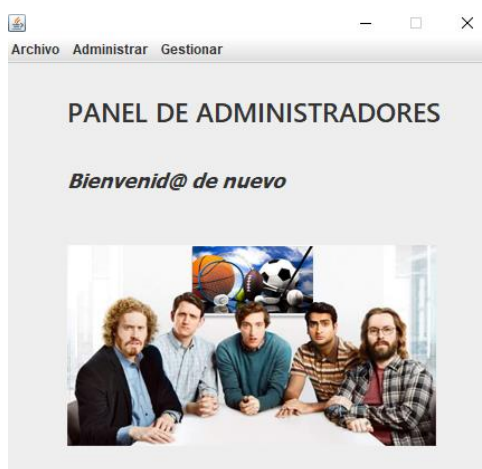 Archivo Administrar Gestionar
PANEL DE ADMINISTRADORES
Bienvenid@ de nuevo